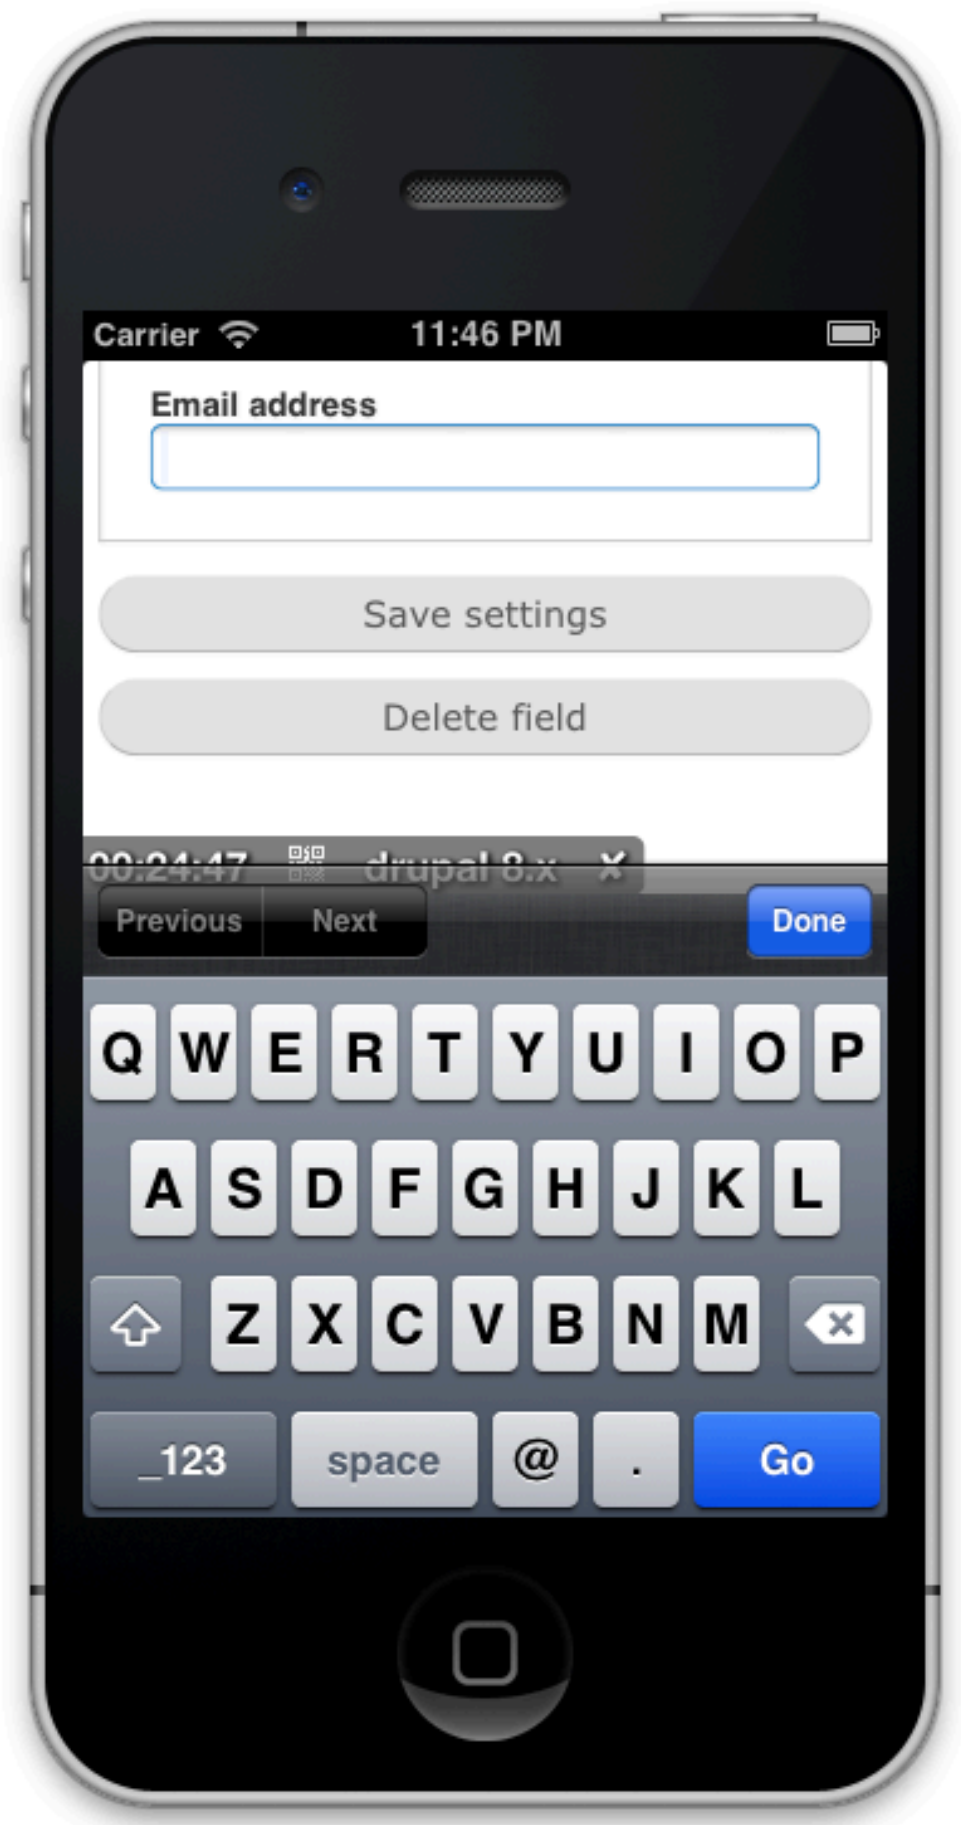 Carrier 11:46 PM
Email address
Save settings
Delete field
00:24:47 drupal 8.x ✕
Previous Next Done
Q W E R T Y U I O P
A S D F G H J K L
Z X C V B N M
_123 space @ . Go